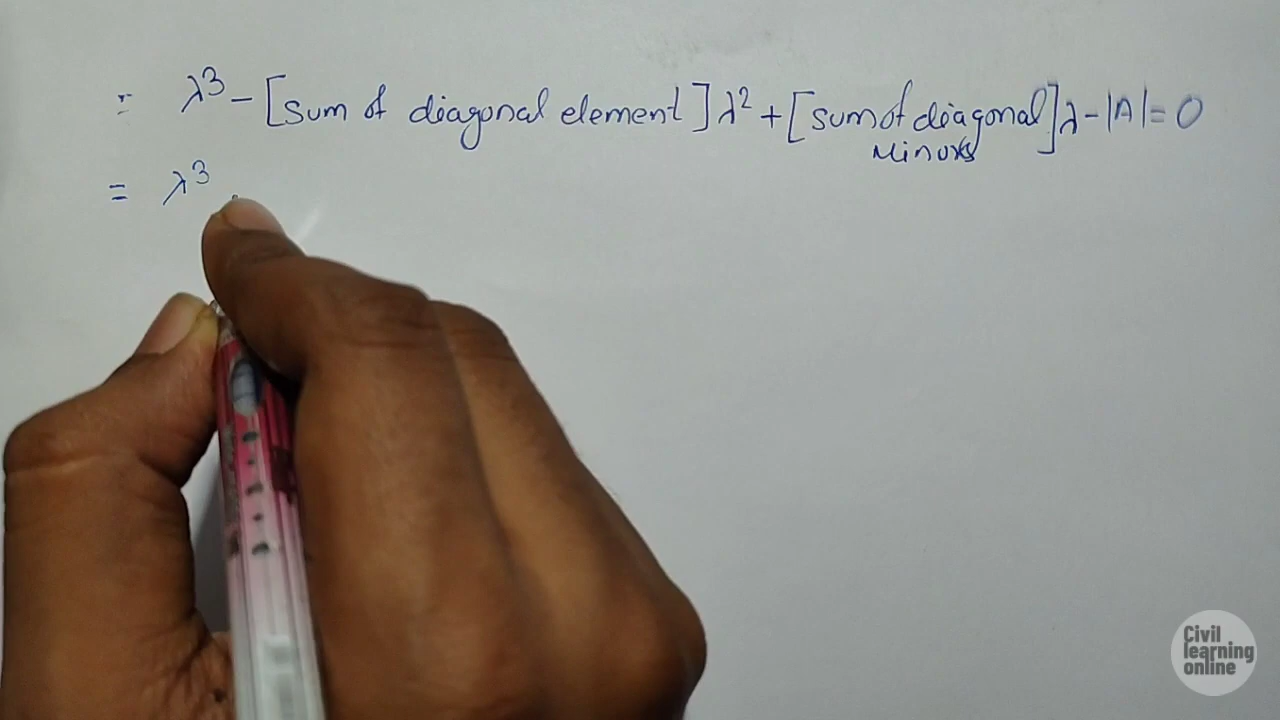 = λ³ - [sum of diagonal element] λ² + [sum of diagonal Minors] λ - |A| = 0
= λ³
Civil
learning
online